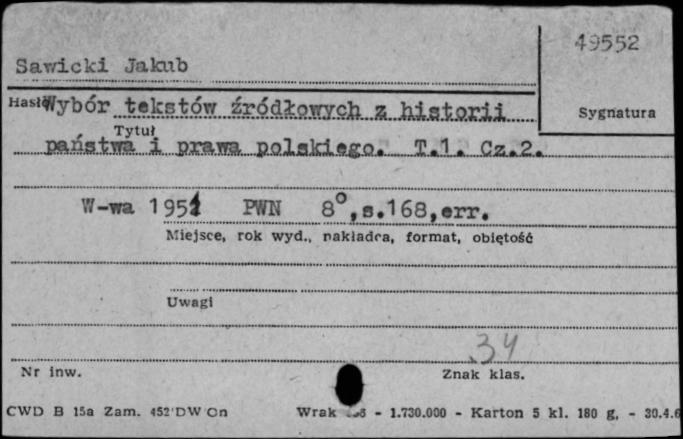 49552
Sawicki Jakub
Hasło Wybór tekstów źródłowych z historii
Sygnatura
Tytuł
państwa i prawa polskiego. T.1. Cz.2.
W-wa 1951 PWN 8°,s.168,err.
Miejsce, rok wyd., nakładca, format, objętość
Uwagi
34
Nr inw.
Znak klas.
CWD B 15a Zam. 452 DW On Wrak - 1.730.000 - Karton 5 kl. 180 g, - 30.4.6